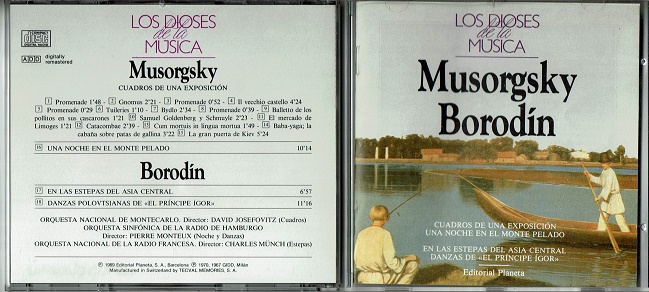 LOS DIOSES
de la
MÚSICA
COMPACT
disc
DIGITAL AUDIO
ADD digitally
remastered
Musorgsky
CUADROS DE UNA EXPOSICIÓN
1 Promenade 1'48 - 2 Gnomus 2'21 - 3 Promenade 0'52 - 4 Il vecchio castello 4'24
5 Promenade 0'29 6 Tuileries 1'10 - 7 Bydlo 2'34 - 8 Promenade 0'39 - 9 Balletto de los
pollitos en sus cascarones 1'21 10 Samuel Goldenberg y Schmuyle 2'23 - 11 El mercado de
Limoges 1'21 12 Catacombae 2'39 - 13 Cum mortuis in lingua mortua 1'49 - 14 Baba-yaga; la
cabaña sobre patas de gallina 3'22 - La gran puerta de Kiev 5'24
16 UNA NOCHE EN EL MONTE PELADO 10'14
Borodín
17 EN LAS ESTEPAS DEL ASIA CENTRAL 6'57
18 DANZAS POLOVTSIANAS DE «EL PRÍNCIPE ÍGOR» 11'16
ORQUESTA NACIONAL DE MONTECARLO. Director: DAVID JOSEFOVITZ (Cuadros)
ORQUESTA SINFÓNICA DE LA RADIO DE HAMBURGO
Director: PIERRE MONTEUX (Noche y Danzas)
ORQUESTA NACIONAL DE LA RADIO FRANCESA. Director: CHARLES MÜNCH (Estepas)
℗ 1989 Editorial Planeta, S. A., Barcelona ℗ 1970, 1967 GIDD, Milán
Manufactured in Switzerland by TECVAL MEMORIES, S. A.
LOS DIOSES
de la
MÚSICA
Musorgsky
Borodín
CUADROS DE UNA EXPOSICIÓN
UNA NOCHE EN EL MONTE PELADO
EN LAS ESTEPAS DEL ASIA CENTRAL
DANZAS DE «EL PRÍNCIPE ÍGOR»
Editorial Planeta